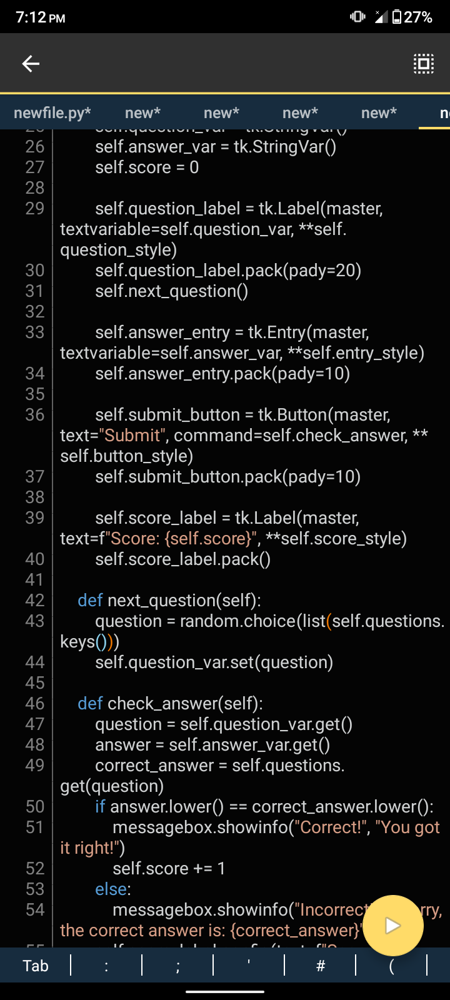 7:12 PM 27%
newfile.py* new* new* new* new*
self.question_var = tk.StringVar()
26 self.answer_var = tk.StringVar()
27 self.score = 0
28
29 self.question_label = tk.Label(master,
textvariable=self.question_var, **self.
question_style)
30 self.question_label.pack(pady=20)
31 self.next_question()
32
33 self.answer_entry = tk.Entry(master,
textvariable=self.answer_var, **self.entry_style)
34 self.answer_entry.pack(pady=10)
35
36 self.submit_button = tk.Button(master,
text="Submit", command=self.check_answer, **
self.button_style)
37 self.submit_button.pack(pady=10)
38
39 self.score_label = tk.Label(master,
text=f"Score: {self.score}", **self.score_style)
40 self.score_label.pack()
41
42 def next_question(self):
43 question = random.choice(list(self.questions.
keys()))
44 self.question_var.set(question)
45
46 def check_answer(self):
47 question = self.question_var.get()
48 answer = self.answer_var.get()
49 correct_answer = self.questions.
get(question)
50 if answer.lower() == correct_answer.lower():
51 messagebox.showinfo("Correct!", "You got
it right!")
52 self.score += 1
53 else:
54 messagebox.showinfo("Incorrect
the correct answer is: {correct_answer}
Tab : ; ' # (